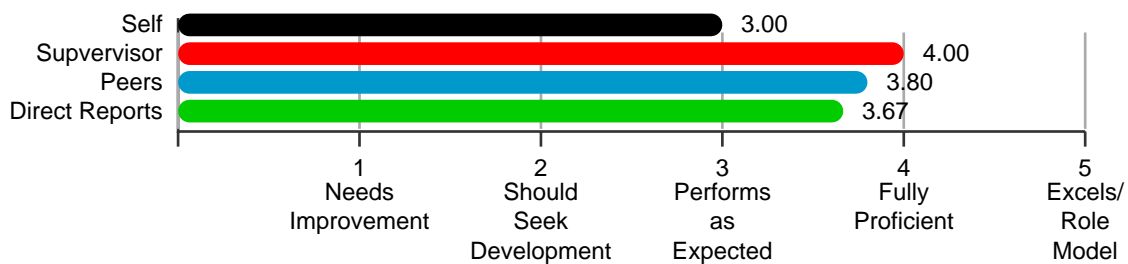 Self 3.00
Supvervisor 4.00
Peers 3.80
Direct Reports 3.67
1 2 3 4 5
Needs Should Performs Fully Excels/
Improvement Seek as Proficient Role
Development Expected Model